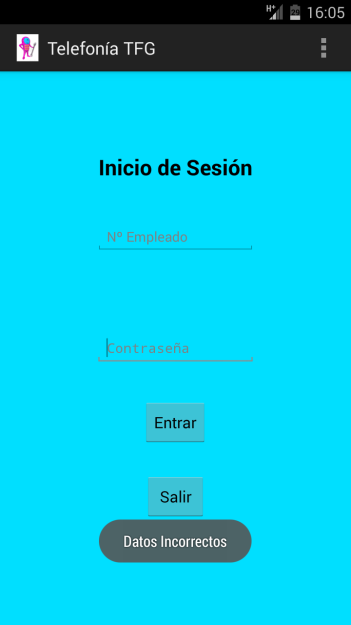 H+ 16:05
Telefonía TFG
Inicio de Sesión
Nº Empleado
Contraseña
Entrar
Salir
Datos Incorrectos